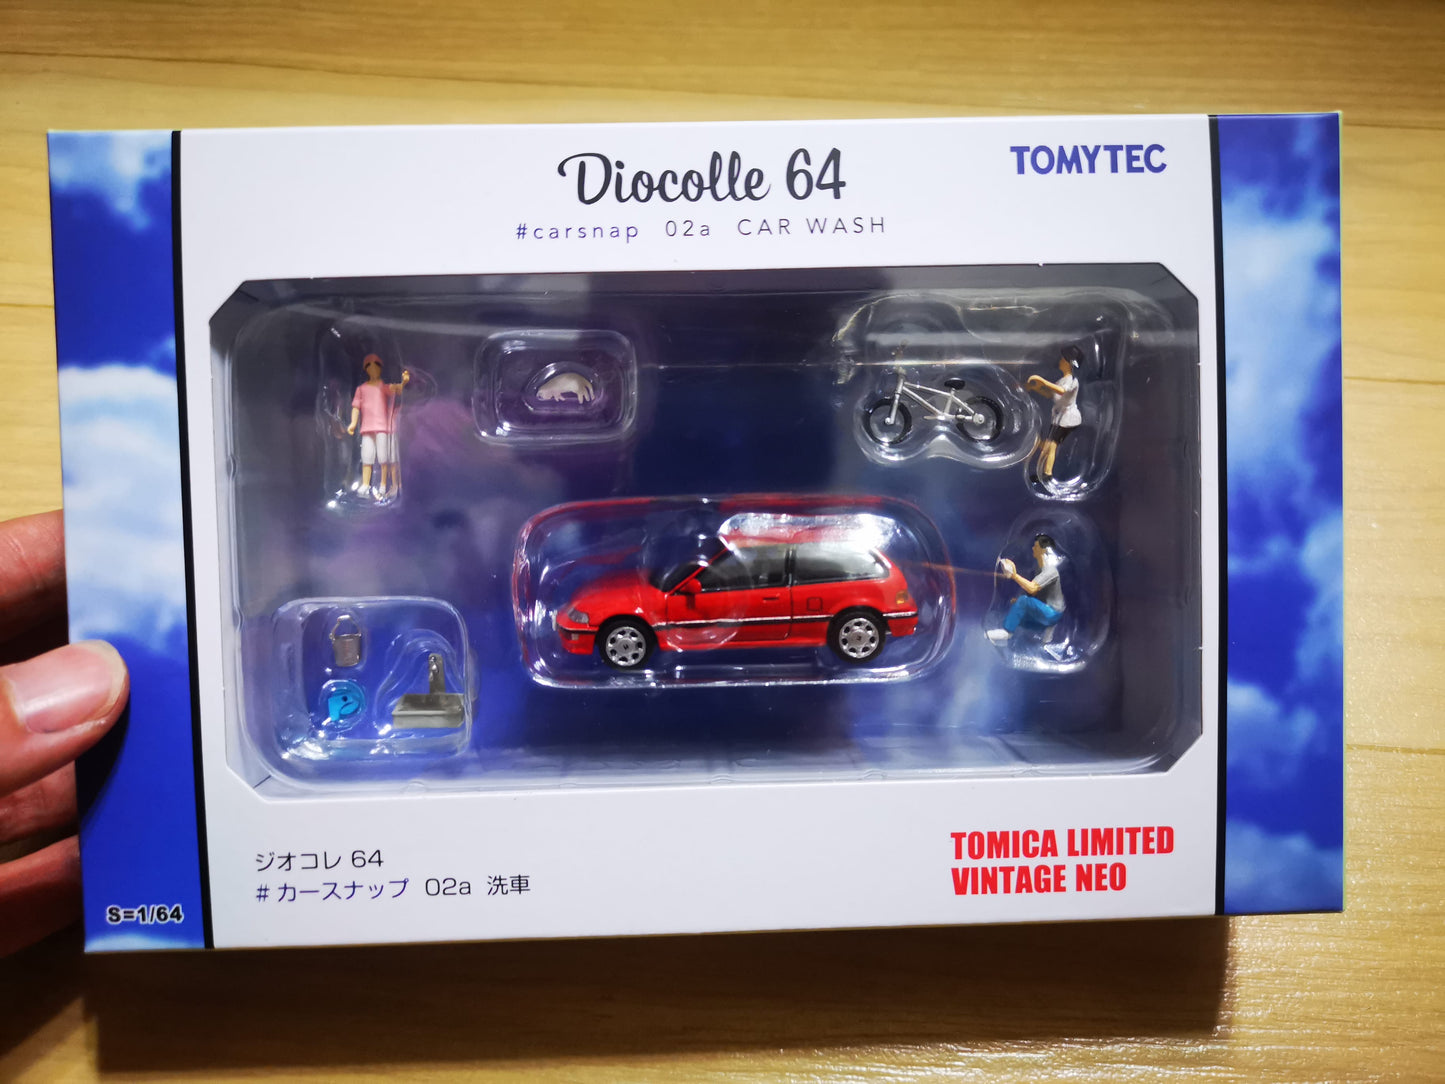 Diocolle 64
TOMYTEC
#carsnap 02a CAR WASH
ジオコレ 64
#カースナップ 02a 洗車
TOMICA LIMITED
VINTAGE NEO
S=1/64